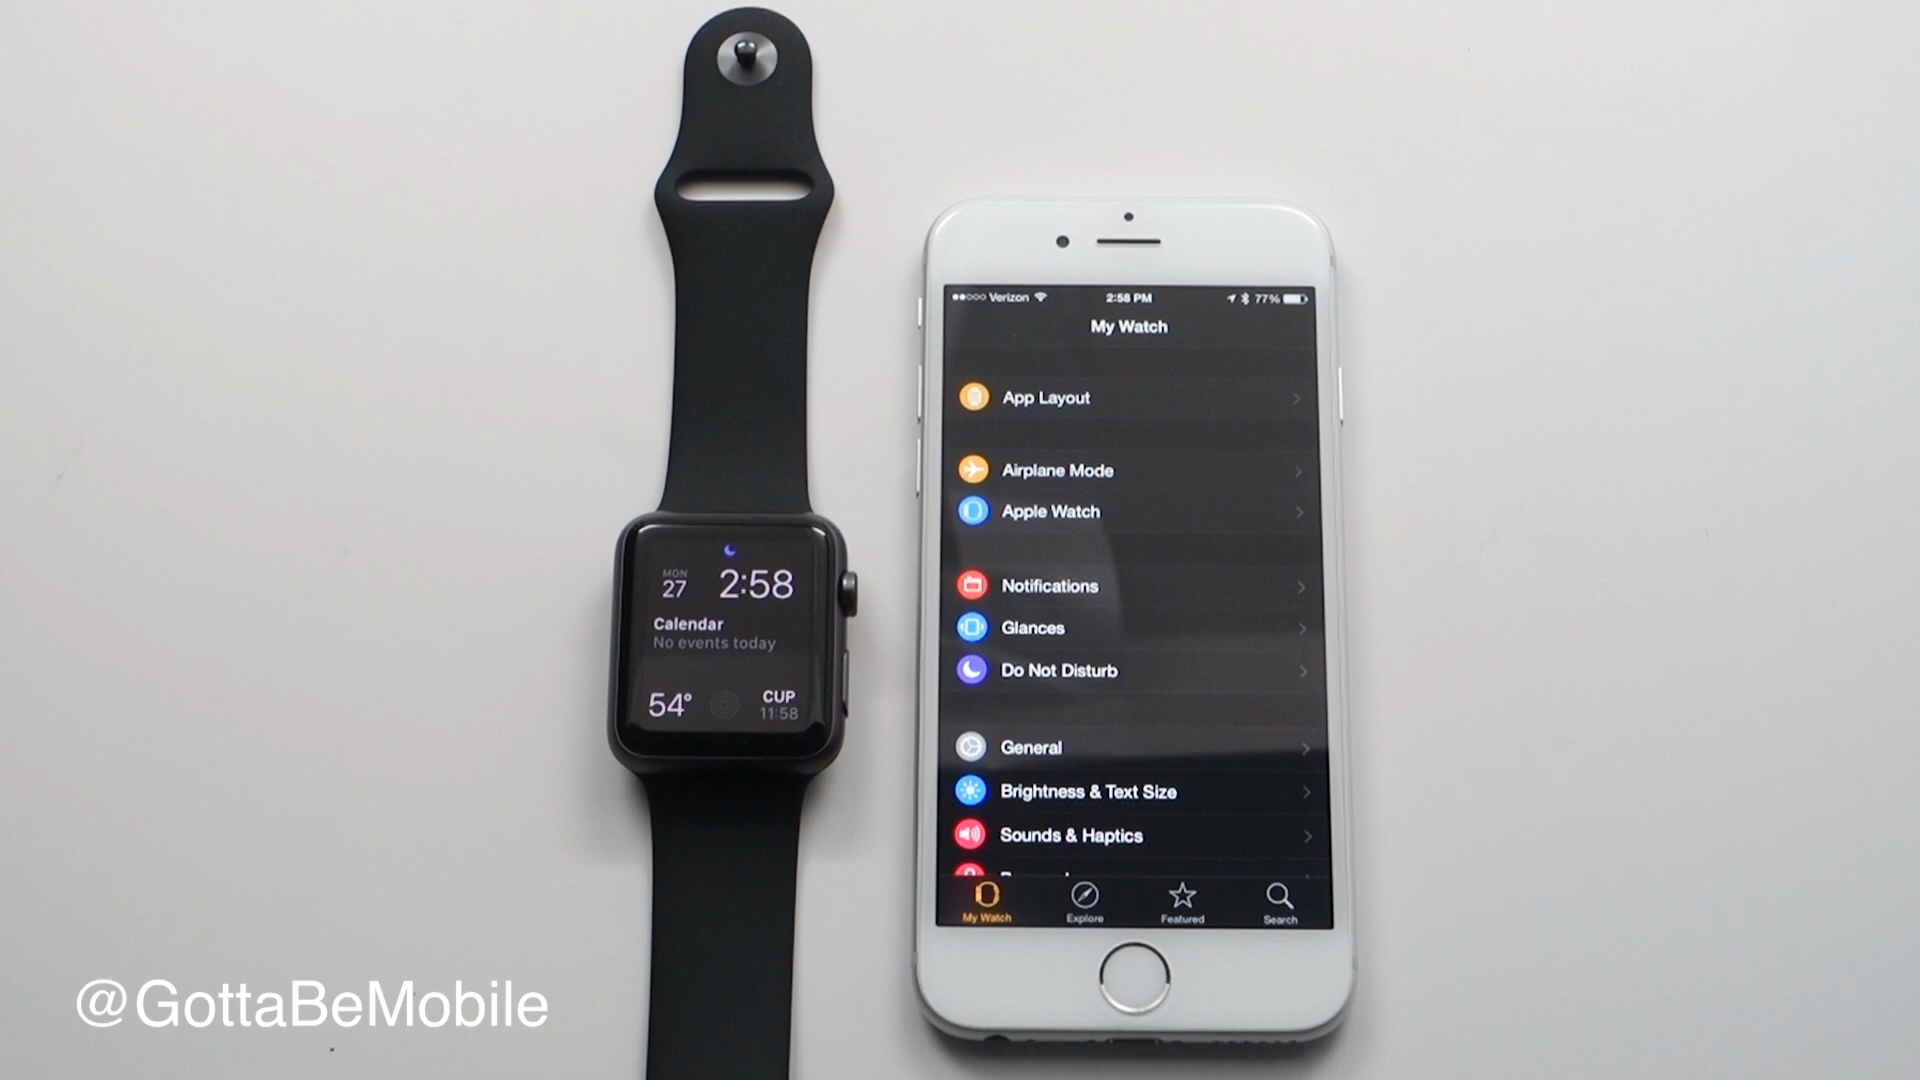 MON
27
2:58
Calendar
No events today
54°
CUP
11:58
Verizon
2:58 PM
77%
My Watch
App Layout
Airplane Mode
Apple Watch
Notifications
Glances
Do Not Disturb
General
Brightness & Text Size
Sounds & Haptics
My Watch
Explore
Featured
Search
@GottaBeMobile